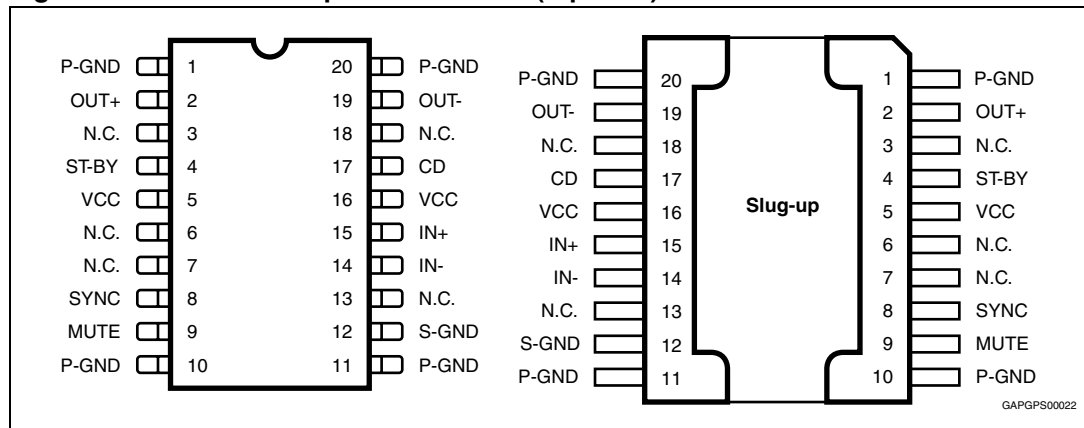 P-GND 1 20 P-GND
OUT+ 2 19 OUT-
N.C. 3 18 N.C.
ST-BY 4 17 CD
VCC 5 16 VCC
N.C. 6 15 IN+
N.C. 7 14 IN-
SYNC 8 13 N.C.
MUTE 9 12 S-GND
P-GND 10 11 P-GND
P-GND 20 1 P-GND
OUT- 19 2 OUT+
N.C. 18 3 N.C.
CD 17 4 ST-BY
VCC 16 5 VCC
Slug-up
IN+ 15 6 N.C.
IN- 14 7 N.C.
N.C. 13 8 SYNC
S-GND 12 9 MUTE
P-GND 11 10 P-GND
GAPGPS00022